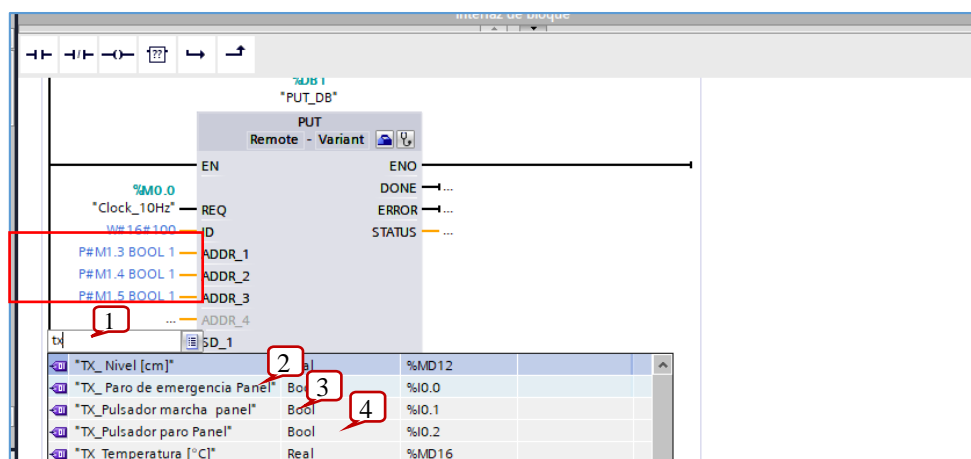 Interfaz de bloque
??
%DB1
"PUT_DB"
PUT
Remote - Variant
EN ENO
%M0.0 DONE ...
"Clock_10Hz" REQ ERROR ...
W#16#100 ID STATUS ...
P#M1.3 BOOL 1 ADDR_1
P#M1.4 BOOL 1 ADDR_2
P#M1.5 BOOL 1 ADDR_3
1 ... ADDR_4
tx SD_1
"TX_ Nivel [cm]" 2 %MD12
"TX_ Paro de emergencia Panel" 3 %I0.0
"TX_Pulsador marcha panel" Bool 4 %I0.1
"TX_Pulsador paro Panel" Bool %I0.2
"TX_Temperatura [°C]" Real %MD16